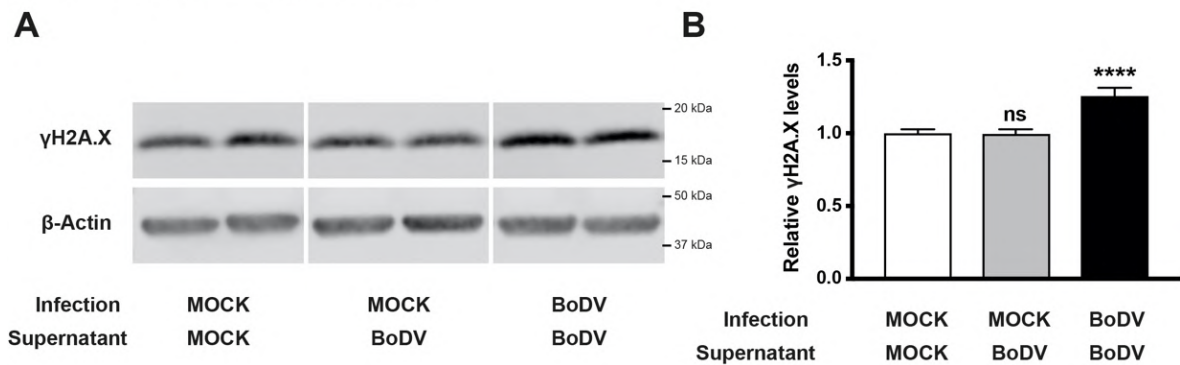 A
γH2A.X
20 kDa
15 kDa
β-Actin
50 kDa
37 kDa
Infection MOCK MOCK BoDV
Supernatant MOCK BoDV BoDV
B
Relative γH2A.X levels
1.5
1.0
0.5
0.0
ns
****
Infection MOCK MOCK BoDV
Supernatant MOCK BoDV BoDV